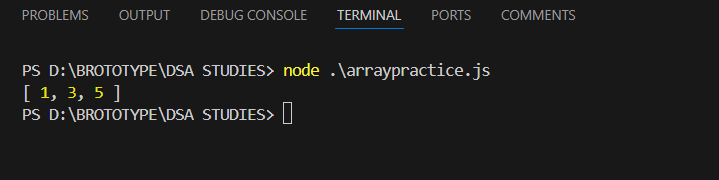 PROBLEMS OUTPUT DEBUG CONSOLE TERMINAL PORTS COMMENTS
PS D:\BROTOTYPE\DSA STUDIES> node .\arraypractice.js
[ 1, 3, 5 ]
PS D:\BROTOTYPE\DSA STUDIES>